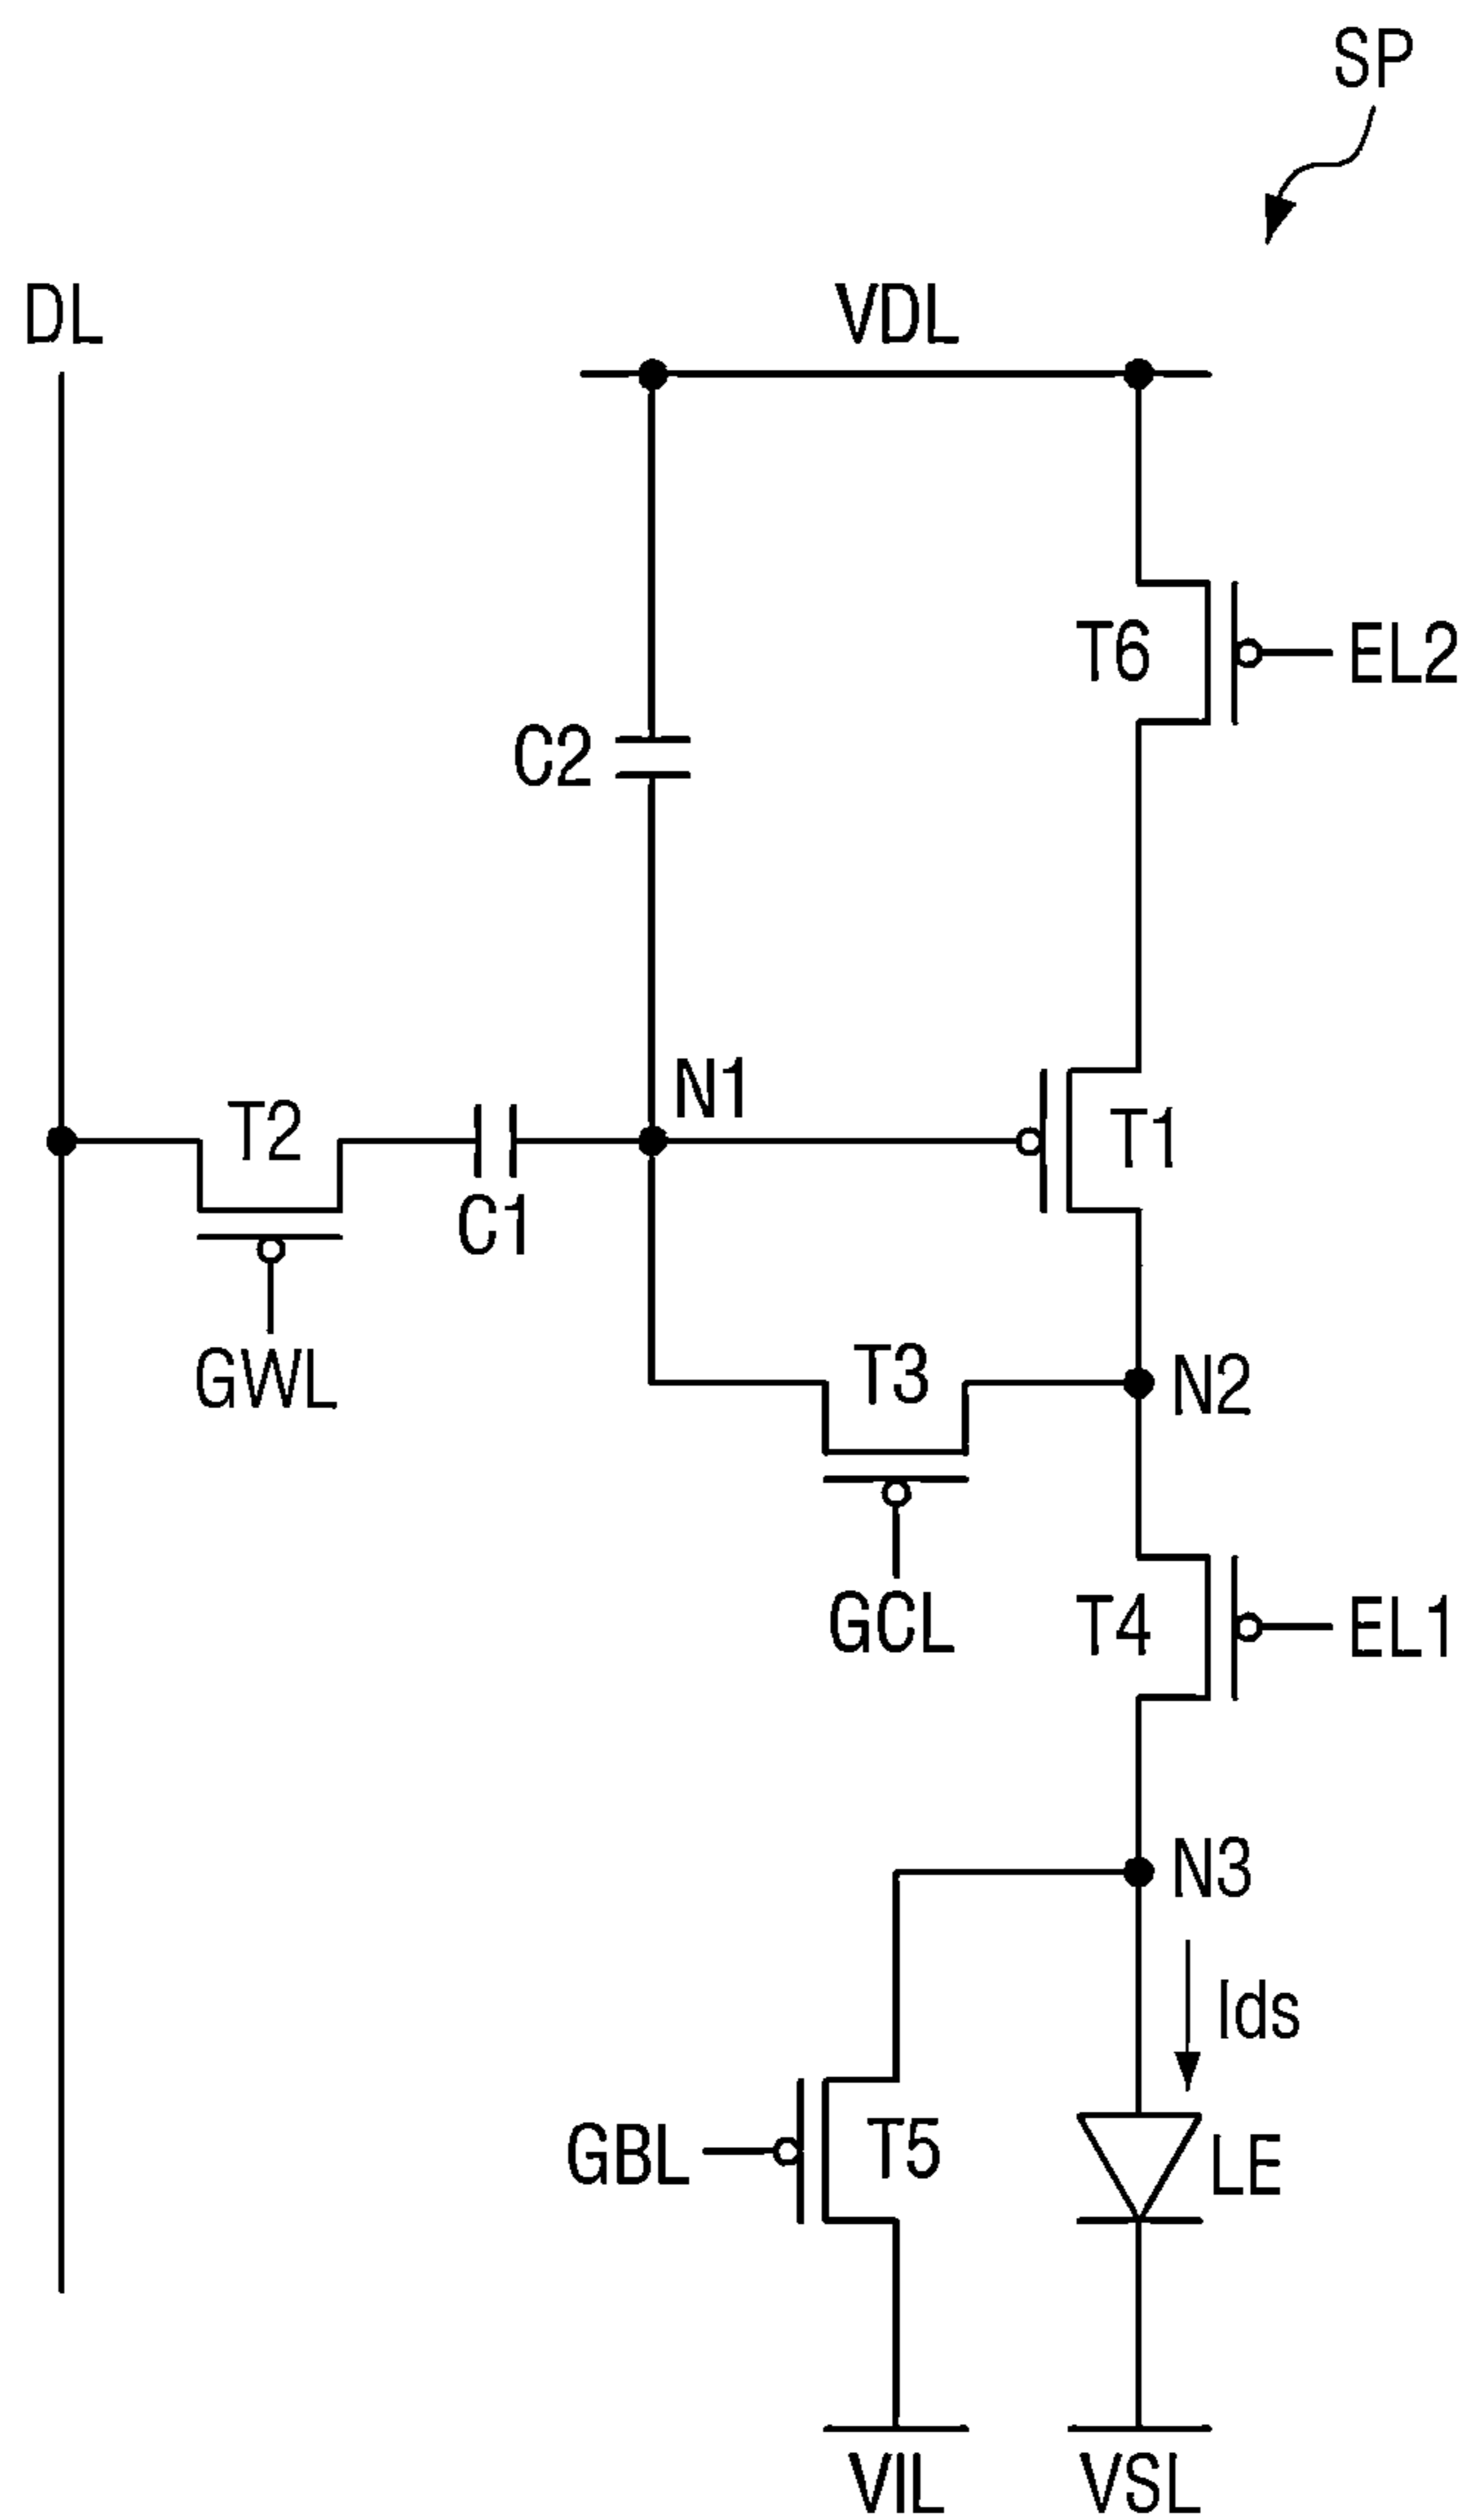 SP
DL
VDL
T6
EL2
C2
N1
T2
T1
C1
T3
GWL
N2
GCL
T4
EL1
N3
Ids
GBL
T5
LE
VIL
VSL